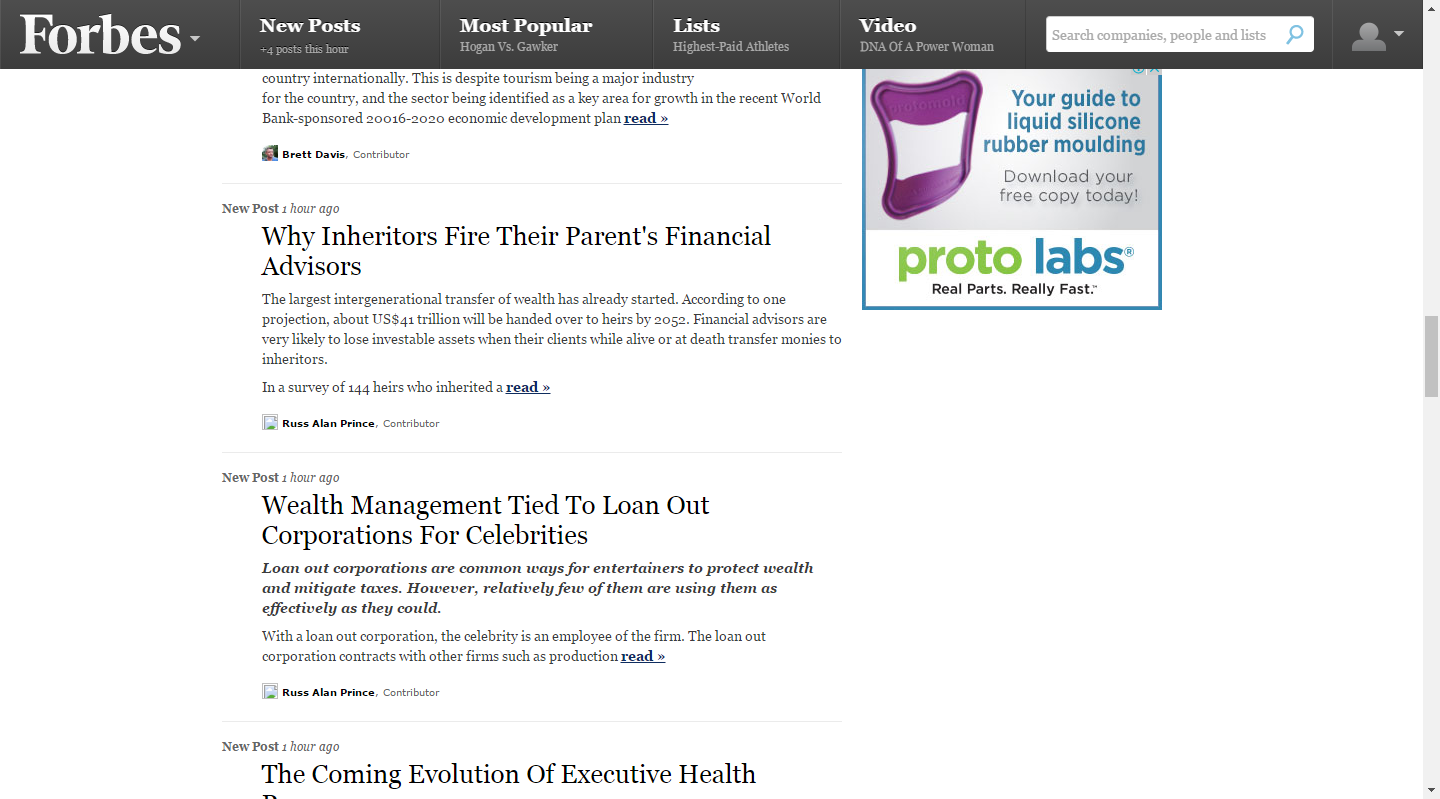 Forbes
New Posts
+4 posts this hour
Most Popular
Hogan Vs. Gawker
Lists
Highest-Paid Athletes
Video
DNA Of A Power Woman
Search companies, people and lists
country internationally. This is despite tourism being a major industry
for the country, and the sector being identified as a key area for growth in the recent World
Bank-sponsored 20016-2020 economic development plan read »
Brett Davis, Contributor
New Post 1 hour ago
Why Inheritors Fire Their Parent's Financial
Advisors
The largest intergenerational transfer of wealth has already started. According to one
projection, about US$41 trillion will be handed over to heirs by 2052. Financial advisors are
very likely to lose investable assets when their clients while alive or at death transfer monies to
inheritors.
In a survey of 144 heirs who inherited a read »
Russ Alan Prince, Contributor
New Post 1 hour ago
Wealth Management Tied To Loan Out
Corporations For Celebrities
Loan out corporations are common ways for entertainers to protect wealth
and mitigate taxes. However, relatively few of them are using them as
effectively as they could.
With a loan out corporation, the celebrity is an employee of the firm. The loan out
corporation contracts with other firms such as production read »
Russ Alan Prince, Contributor
New Post 1 hour ago
The Coming Evolution Of Executive Health
protomold
Your guide to
liquid silicone
rubber moulding
Download your
free copy today!
proto labs®
Real Parts. Really Fast.™